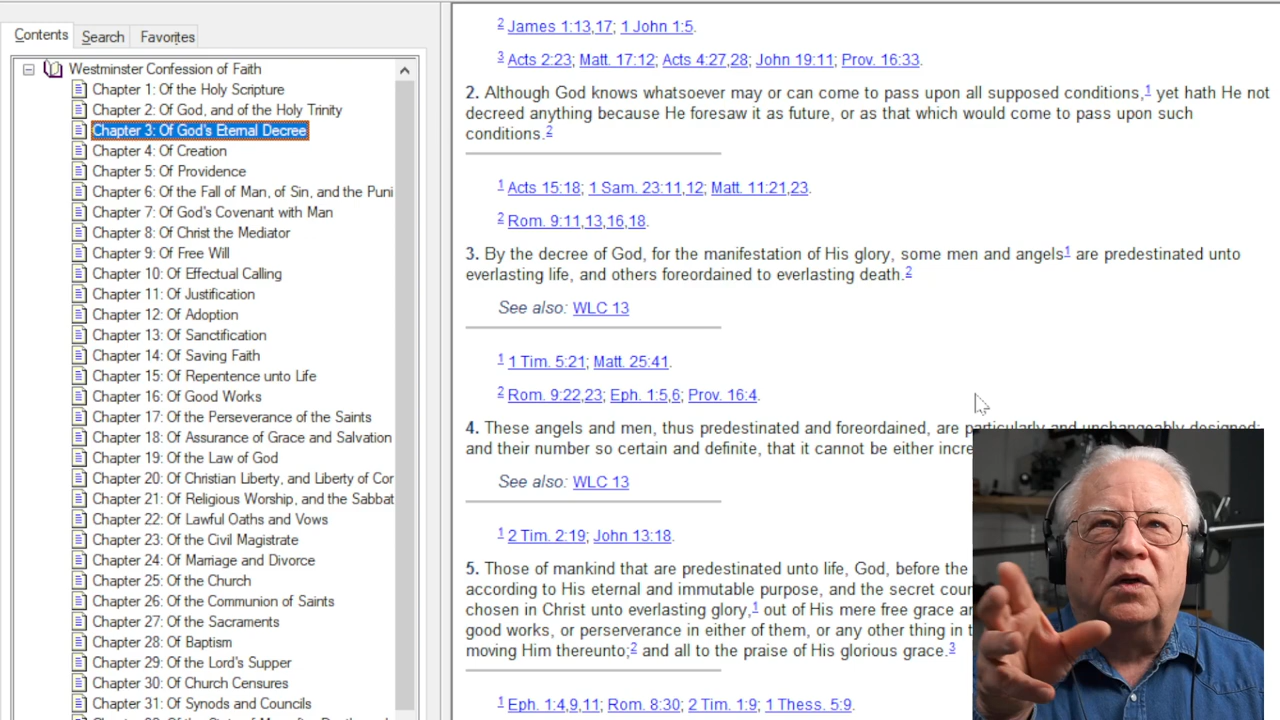 Contents
Search
Favorites
Westminster Confession of Faith
Chapter 1: Of the Holy Scripture
Chapter 2: Of God, and of the Holy Trinity
Chapter 3: Of God's Eternal Decree
Chapter 4: Of Creation
Chapter 5: Of Providence
Chapter 6: Of the Fall of Man, of Sin, and the Puni
Chapter 7: Of God's Covenant with Man
Chapter 8: Of Christ the Mediator
Chapter 9: Of Free Will
Chapter 10: Of Effectual Calling
Chapter 11: Of Justification
Chapter 12: Of Adoption
Chapter 13: Of Sanctification
Chapter 14: Of Saving Faith
Chapter 15: Of Repentence unto Life
Chapter 16: Of Good Works
Chapter 17: Of the Perseverance of the Saints
Chapter 18: Of Assurance of Grace and Salvation
Chapter 19: Of the Law of God
Chapter 20: Of Christian Liberty, and Liberty of Cor
Chapter 21: Of Religious Worship, and the Sabbat
Chapter 22: Of Lawful Oaths and Vows
Chapter 23: Of the Civil Magistrate
Chapter 24: Of Marriage and Divorce
Chapter 25: Of the Church
Chapter 26: Of the Communion of Saints
Chapter 27: Of the Sacraments
Chapter 28: Of Baptism
Chapter 29: Of the Lord's Supper
Chapter 30: Of Church Censures
Chapter 31: Of Synods and Councils
2 James 1:13,17; 1 John 1:5.
3 Acts 2:23; Matt. 17:12; Acts 4:27,28; John 19:11; Prov. 16:33.
2. Although God knows whatsoever may or can come to pass upon all supposed conditions,1 yet hath He not
decreed anything because He foresaw it as future, or as that which would come to pass upon such
conditions.2
1 Acts 15:18; 1 Sam. 23:11,12; Matt. 11:21,23.
2 Rom. 9:11,13,16,18.
3. By the decree of God, for the manifestation of His glory, some men and angels1 are predestinated unto
everlasting life, and others foreordained to everlasting death.2
See also: WLC 13
1 1 Tim. 5:21; Matt. 25:41.
2 Rom. 9:22,23; Eph. 1:5,6; Prov. 16:4.
4. These angels and men, thus predestinated and foreordained, are particularly and unchangeably designed;
and their number so certain and definite, that it cannot be either incre
See also: WLC 13
1 2 Tim. 2:19; John 13:18.
5. Those of mankind that are predestinated unto life, God, before the
according to His eternal and immutable purpose, and the secret cour
chosen in Christ unto everlasting glory,1 out of His mere free grace ar
good works, or perseverance in either of them, or any other thing in t
moving Him thereunto;2 and all to the praise of His glorious grace.3
1 Eph. 1:4,9,11; Rom. 8:30; 2 Tim. 1:9; 1 Thess. 5:9.